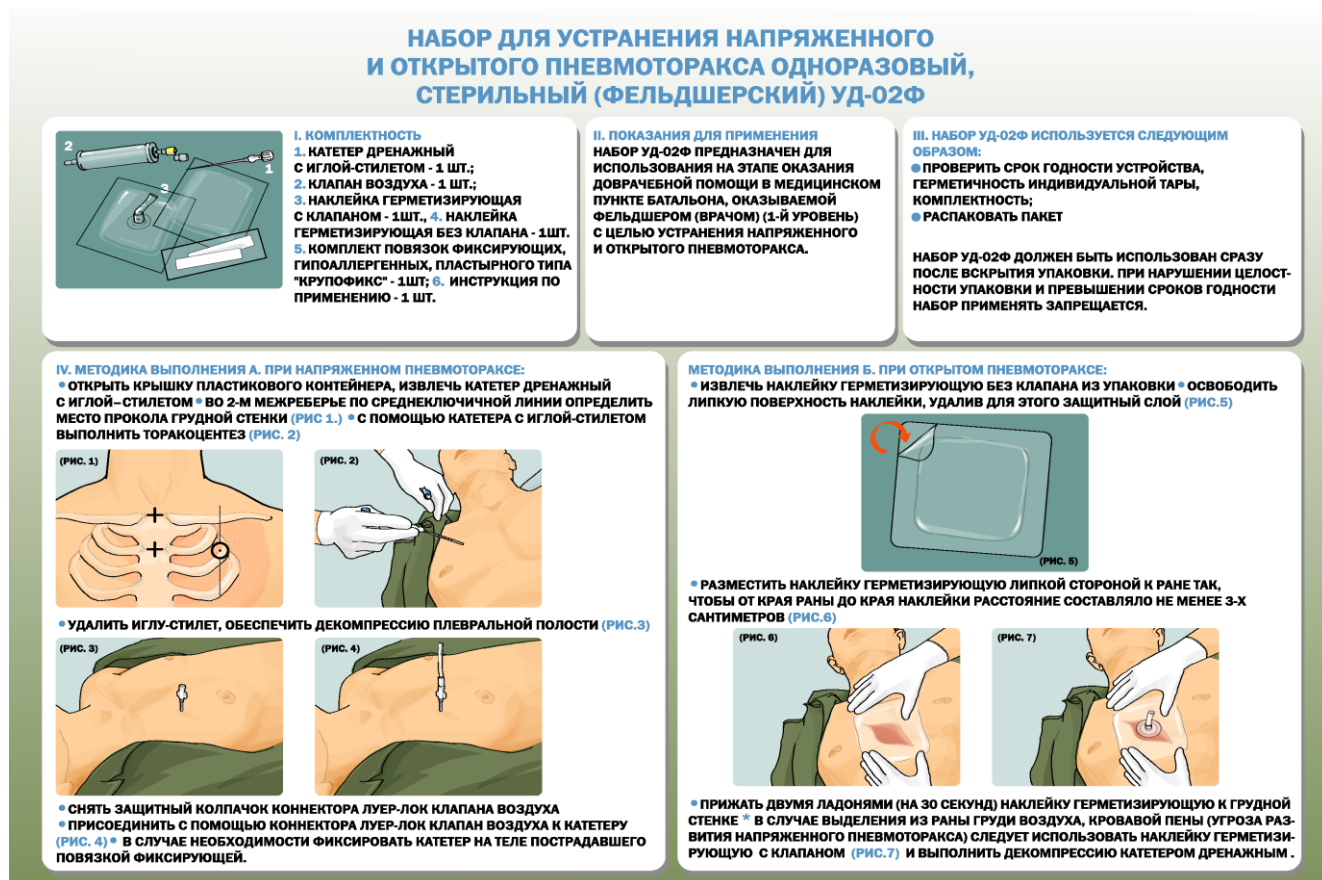 НАБОР ДЛЯ УСТРАНЕНИЯ НАПРЯЖЕННОГО
И ОТКРЫТОГО ПНЕВМОТОРАКСА ОДНОРАЗОВЫЙ,
СТЕРИЛЬНЫЙ (ФЕЛЬДШЕРСКИЙ) УД-02Ф
2
1
3
I. КОМПЛЕКТНОСТЬ
1. КАТЕТЕР ДРЕНАЖНЫЙ
С ИГЛОЙ-СТИЛЕТОМ - 1 ШТ.;
2. КЛАПАН ВОЗДУХА - 1 ШТ.;
3. НАКЛЕЙКА ГЕРМЕТИЗИРУЮЩАЯ
С КЛАПАНОМ - 1ШТ., 4. НАКЛЕЙКА
ГЕРМЕТИЗИРУЮЩАЯ БЕЗ КЛАПАНА - 1ШТ.
5. КОМПЛЕКТ ПОВЯЗОК ФИКСИРУЮЩИХ,
ГИПОАЛЛЕРГЕННЫХ, ПЛАСТЫРНОГО ТИПА
"КРУПОФИКС" - 1ШТ; 6. ИНСТРУКЦИЯ ПО
ПРИМЕНЕНИЮ - 1 ШТ.
II. ПОКАЗАНИЯ ДЛЯ ПРИМЕНЕНИЯ
НАБОР УД-02Ф ПРЕДНАЗНАЧЕН ДЛЯ
ИСПОЛЬЗОВАНИЯ НА ЭТАПЕ ОКАЗАНИЯ
ДОВРАЧЕБНОЙ ПОМОЩИ В МЕДИЦИНСКОМ
ПУНКТЕ БАТАЛЬОНА, ОКАЗЫВАЕМОЙ
ФЕЛЬДШЕРОМ (ВРАЧОМ) (1-Й УРОВЕНЬ)
С ЦЕЛЬЮ УСТРАНЕНИЯ НАПРЯЖЕННОГО
И ОТКРЫТОГО ПНЕВМОТОРАКСА.
III. НАБОР УД-02Ф ИСПОЛЬЗУЕТСЯ СЛЕДУЮЩИМ
ОБРАЗОМ:
● ПРОВЕРИТЬ СРОК ГОДНОСТИ УСТРОЙСТВА,
ГЕРМЕТИЧНОСТЬ ИНДИВИДУАЛЬНОЙ ТАРЫ,
КОМПЛЕКТНОСТЬ;
● РАСПАКОВАТЬ ПАКЕТ
НАБОР УД-02Ф ДОЛЖЕН БЫТЬ ИСПОЛЬЗОВАН СРАЗУ
ПОСЛЕ ВСКРЫТИЯ УПАКОВКИ. ПРИ НАРУШЕНИИ ЦЕЛОСТ-
НОСТИ УПАКОВКИ И ПРЕВЫШЕНИИ СРОКОВ ГОДНОСТИ
НАБОР ПРИМЕНЯТЬ ЗАПРЕЩАЕТСЯ.
IV. МЕТОДИКА ВЫПОЛНЕНИЯ А. ПРИ НАПРЯЖЕННОМ ПНЕВМОТОРАКСЕ:
• ОТКРЫТЬ КРЫШКУ ПЛАСТИКОВОГО КОНТЕЙНЕРА, ИЗВЛЕЧЬ КАТЕТЕР ДРЕНАЖНЫЙ
С ИГЛОЙ–СТИЛЕТОМ • ВО 2-М МЕЖРЕБЕРЬЕ ПО СРЕДНЕКЛЮЧИЧНОЙ ЛИНИИ ОПРЕДЕЛИТЬ
МЕСТО ПРОКОЛА ГРУДНОЙ СТЕНКИ (РИС 1.) • С ПОМОЩЬЮ КАТЕТЕРА С ИГЛОЙ-СТИЛЕТОМ
ВЫПОЛНИТЬ ТОРАКОЦЕНТЕЗ (РИС. 2)
(РИС. 1)
(РИС. 2)
• УДАЛИТЬ ИГЛУ-СТИЛЕТ, ОБЕСПЕЧИТЬ ДЕКОМПРЕССИЮ ПЛЕВРАЛЬНОЙ ПОЛОСТИ (РИС.3)
(РИС. 3)
(РИС. 4)
• СНЯТЬ ЗАЩИТНЫЙ КОЛПАЧОК КОННЕКТОРА ЛУЕР-ЛОК КЛАПАНА ВОЗДУХА
• ПРИСОЕДИНИТЬ С ПОМОЩЬЮ КОННЕКТОРА ЛУЕР-ЛОК КЛАПАН ВОЗДУХА К КАТЕТЕРУ
(РИС. 4) • В СЛУЧАЕ НЕОБХОДИМОСТИ ФИКСИРОВАТЬ КАТЕТЕР НА ТЕЛЕ ПОСТРАДАВШЕГО
ПОВЯЗКОЙ ФИКСИРУЮЩЕЙ.
МЕТОДИКА ВЫПОЛНЕНИЯ Б. ПРИ ОТКРЫТОМ ПНЕВМОТОРАКСЕ:
• ИЗВЛЕЧЬ НАКЛЕЙКУ ГЕРМЕТИЗИРУЮЩУЮ БЕЗ КЛАПАНА ИЗ УПАКОВКИ • ОСВОБОДИТЬ
ЛИПКУЮ ПОВЕРХНОСТЬ НАКЛЕЙКИ, УДАЛИВ ДЛЯ ЭТОГО ЗАЩИТНЫЙ СЛОЙ (РИС.5)
(РИС. 5)
• РАЗМЕСТИТЬ НАКЛЕЙКУ ГЕРМЕТИЗИРУЮЩУЮ ЛИПКОЙ СТОРОНОЙ К РАНЕ ТАК,
ЧТОБЫ ОТ КРАЯ РАНЫ ДО КРАЯ НАКЛЕЙКИ РАССТОЯНИЕ СОСТАВЛЯЛО НЕ МЕНЕЕ 3-Х
САНТИМЕТРОВ (РИС.6)
(РИС. 6)
(РИС. 7)
• ПРИЖАТЬ ДВУМЯ ЛАДОНЯМИ (НА 30 СЕКУНД) НАКЛЕЙКУ ГЕРМЕТИЗИРУЮЩУЮ К ГРУДНОЙ
СТЕНКЕ * В СЛУЧАЕ ВЫДЕЛЕНИЯ ИЗ РАНЫ ГРУДИ ВОЗДУХА, КРОВАВОЙ ПЕНЫ (УГРОЗА РАЗ-
ВИТИЯ НАПРЯЖЕННОГО ПНЕВМОТОРАКСА) СЛЕДУЕТ ИСПОЛЬЗОВАТЬ НАКЛЕЙКУ ГЕРМЕТИЗИ-
РУЮЩУЮ С КЛАПАНОМ (РИС.7) И ВЫПОЛНИТЬ ДЕКОМПРЕССИЮ КАТЕТЕРОМ ДРЕНАЖНЫМ .